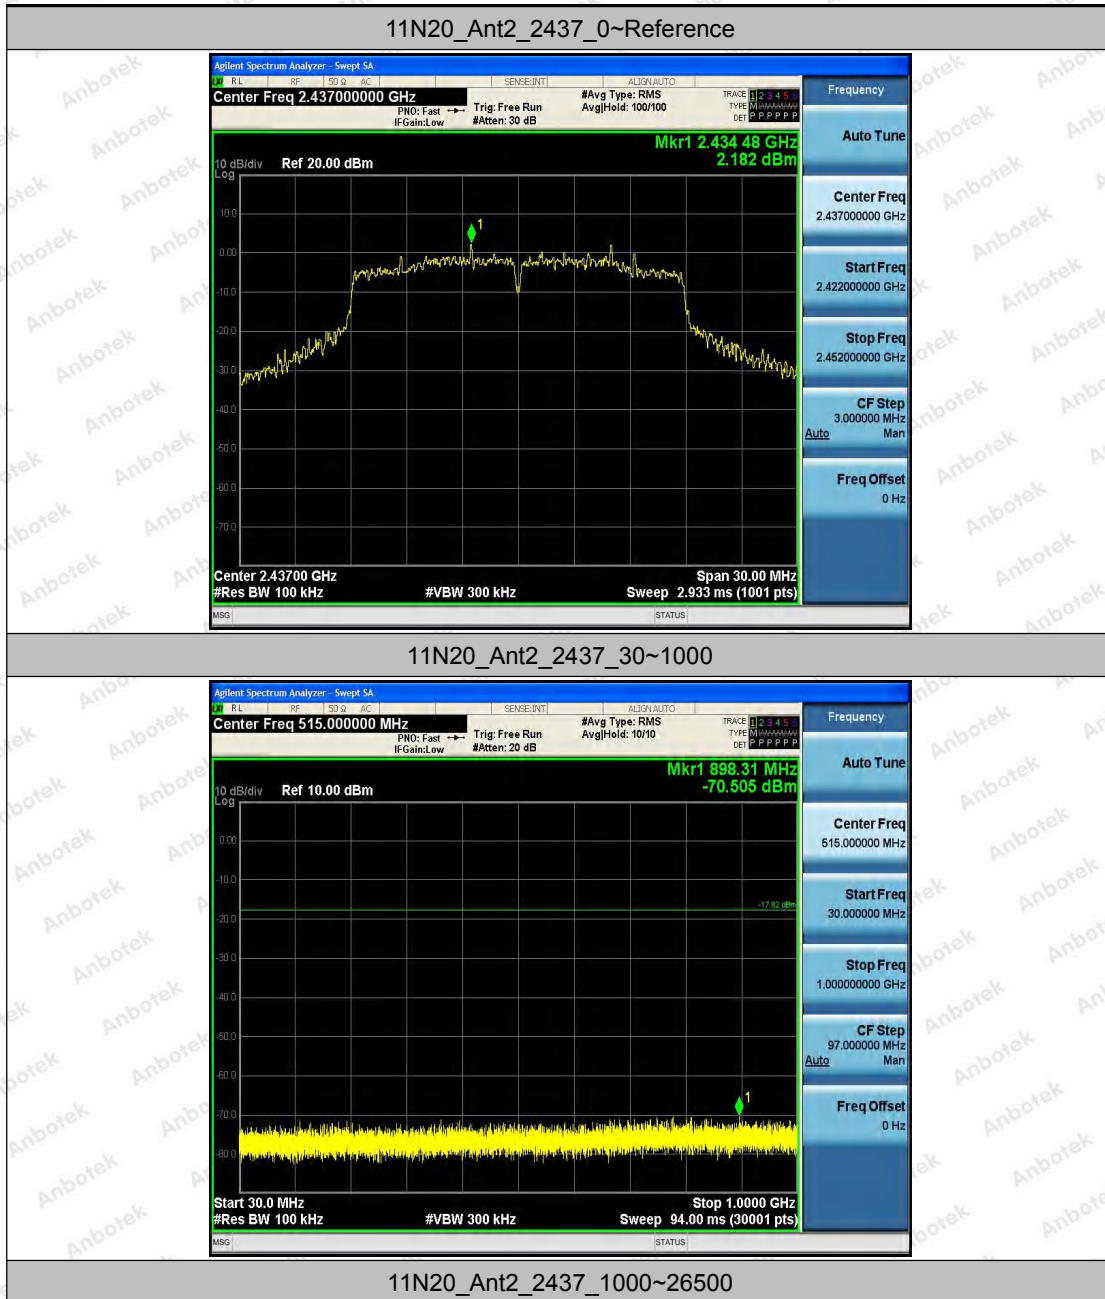 11N20_Ant2_2437_0~Reference
Agilent Spectrum Analyzer - Swept SA
RL RF 50 Ω AC SENSE:INT ALIGN AUTO
Center Freq 2.437000000 GHz
PNO: Fast
IFGain:Low
Trig: Free Run
#Atten: 30 dB
#Avg Type: RMS
Avg|Hold: 100/100
TRACE 1 2 3 4 5 6
TYPE M
DET P P P P P P
Mkr1 2.434 48 GHz
2.182 dBm
10 dB/div Ref 20.00 dBm
Log
10.0
0.00
-10.0
-20.0
-30.0
-40.0
-50.0
-60.0
-70.0
1
Center 2.43700 GHz Span 30.00 MHz
#Res BW 100 kHz #VBW 300 kHz Sweep 2.933 ms (1001 pts)
MSG STATUS
Frequency
Auto Tune
Center Freq
2.437000000 GHz
Start Freq
2.422000000 GHz
Stop Freq
2.452000000 GHz
CF Step
3.000000 MHz
Auto Man
Freq Offset
0 Hz
11N20_Ant2_2437_30~1000
Agilent Spectrum Analyzer - Swept SA
RL RF 50 Ω AC SENSE:INT ALIGN AUTO
Center Freq 515.000000 MHz
PNO: Fast
IFGain:Low
Trig: Free Run
#Atten: 20 dB
#Avg Type: RMS
Avg|Hold: 10/10
TRACE 1 2 3 4 5 6
TYPE M
DET P P P P P P
Mkr1 898.31 MHz
-70.505 dBm
10 dB/div Ref 10.00 dBm
Log
0.00
-10.0
-20.0
-30.0
-40.0
-50.0
-60.0
-70.0
-80.0
-17.82 dBm
1
Start 30.0 MHz Stop 1.0000 GHz
#Res BW 100 kHz #VBW 300 kHz Sweep 94.00 ms (30001 pts)
MSG STATUS
Frequency
Auto Tune
Center Freq
515.000000 MHz
Start Freq
30.000000 MHz
Stop Freq
1.000000000 GHz
CF Step
97.000000 MHz
Auto Man
Freq Offset
0 Hz
11N20_Ant2_2437_1000~26500
Anbotek